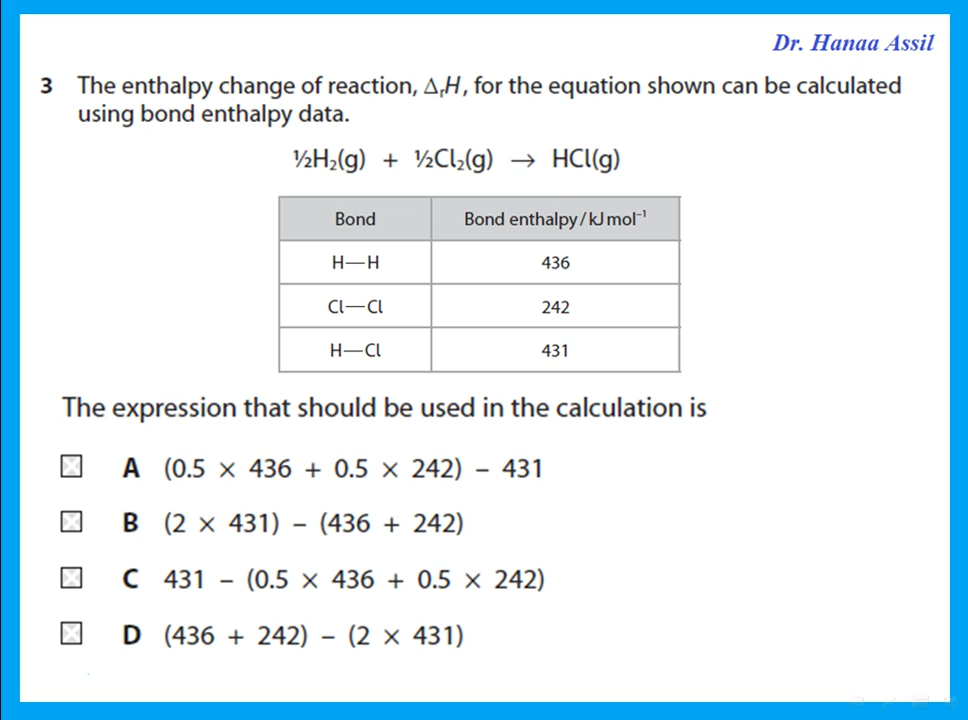 Dr. Hanaa Assil
3 The enthalpy change of reaction, ΔᵣH, for the equation shown can be calculated
using bond enthalpy data.
½H₂(g) + ½Cl₂(g) → HCl(g)
Bond Bond enthalpy / kJ mol⁻¹
H—H 436
Cl—Cl 242
H—Cl 431
The expression that should be used in the calculation is
A (0.5 × 436 + 0.5 × 242) – 431
B (2 × 431) – (436 + 242)
C 431 – (0.5 × 436 + 0.5 × 242)
D (436 + 242) – (2 × 431)